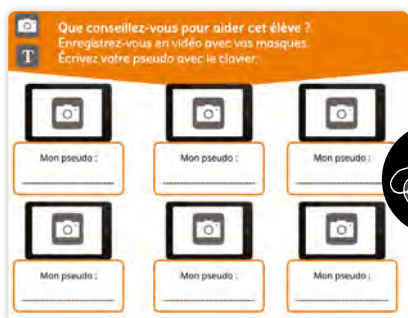 Que conseillez-vous pour aider cet élève ?
Enregistrez-vous en vidéo avec vos masques.
T Écrivez votre pseudo avec le clavier.
Mon pseudo : Mon pseudo : Mon pseudo :
Mon pseudo : Mon pseudo : Mon pseudo :